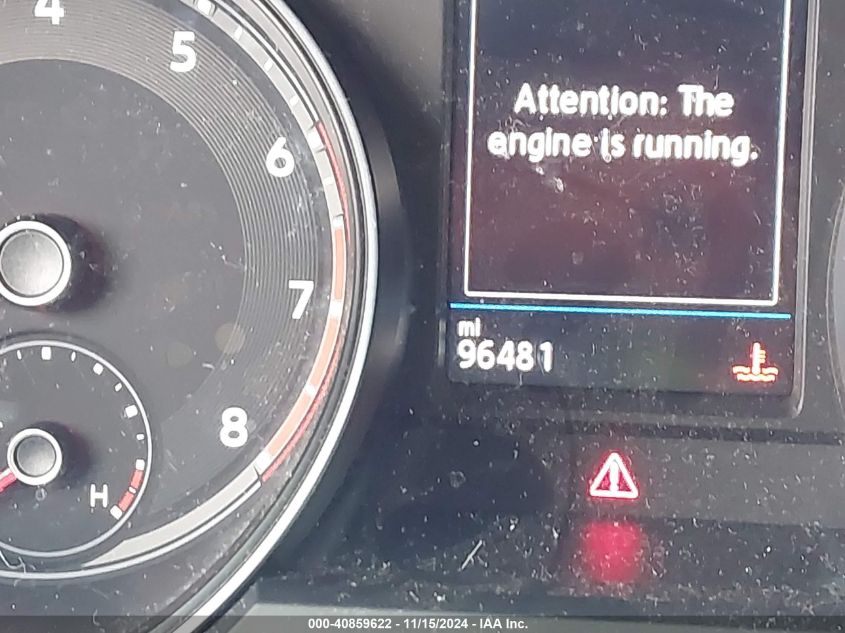 4
5
6
7
8
H
Attention: The
engine is running.
mi
96481
000-40859622 - 11/15/2024 - IAA Inc.